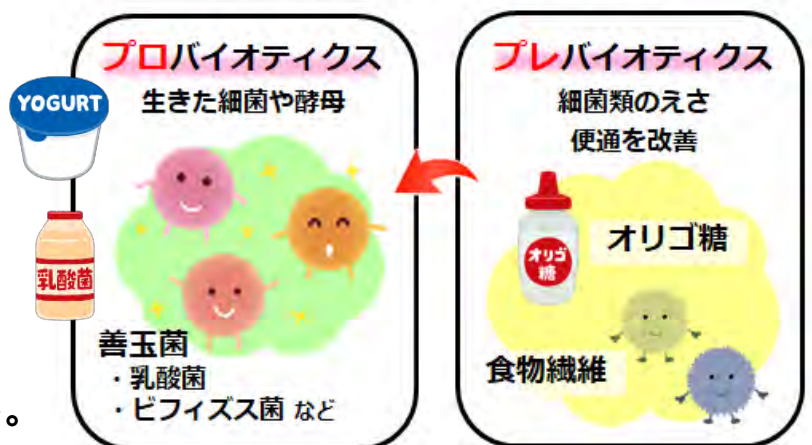 プロバイオティクス
生きた細菌や酵母
YOGURT
乳酸菌
善玉菌
・乳酸菌
・ビフィズス菌 など
。
プレバイオティクス
細菌類のえさ
便通を改善
オリゴ糖
オリゴ
糖
食物繊維